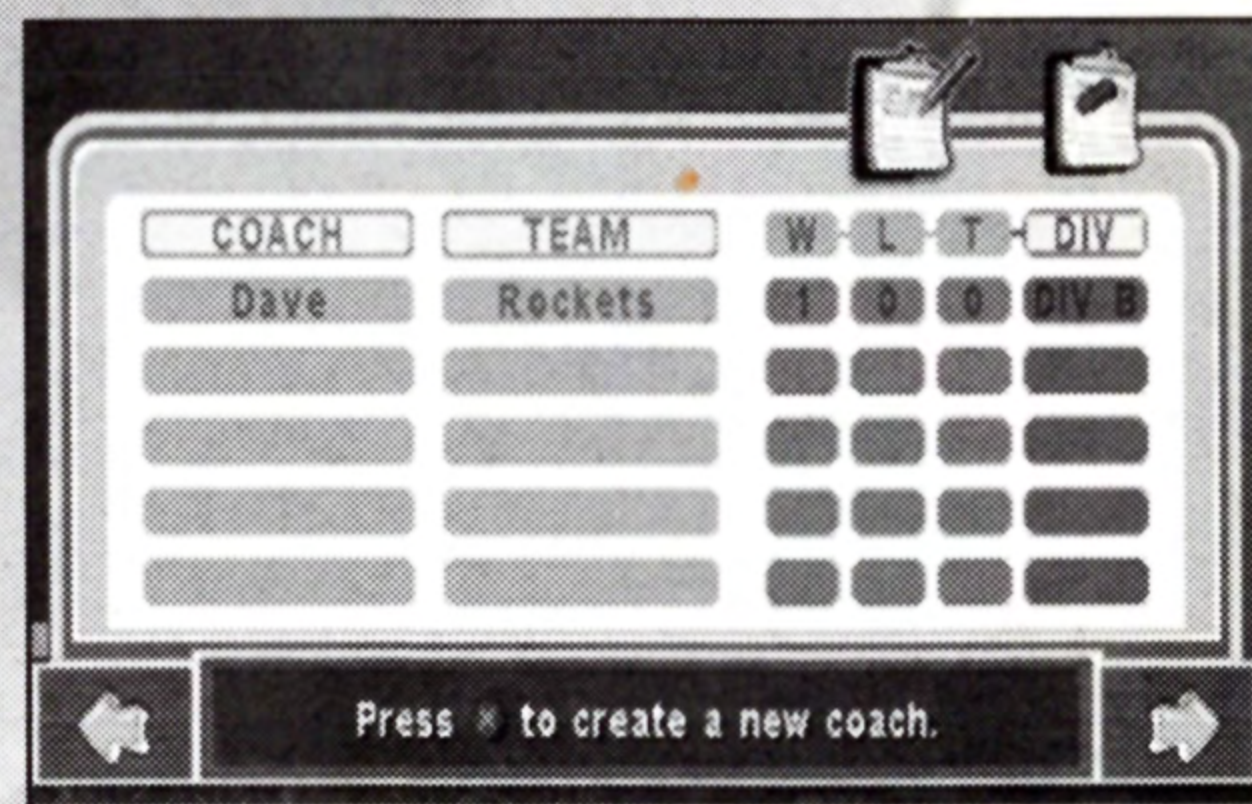 COACH TEAM W L T DIV
Dave Rockets 1 0 0 DIV B
Press × to create a new coach.